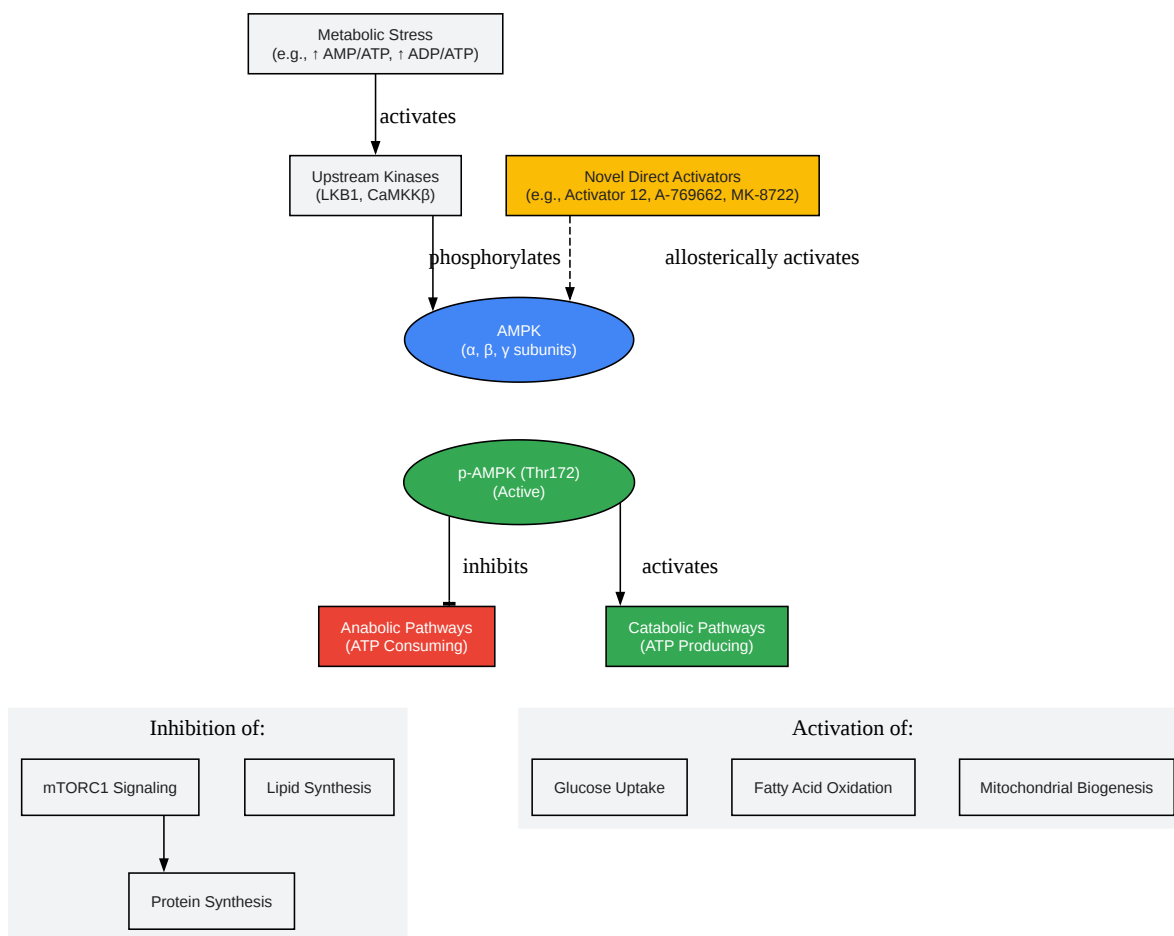 Metabolic Stress
(e.g., ↑ AMP/ATP, ↑ ADP/ATP)
activates
Upstream Kinases
(LKB1, CaMKKβ)
Novel Direct Activators
(e.g., Activator 12, A-769662, MK-8722)
phosphorylates
allosterically activates
AMPK
(α, β, γ subunits)
p-AMPK (Thr172)
(Active)
inhibits
activates
Anabolic Pathways
(ATP Consuming)
Catabolic Pathways
(ATP Producing)
Inhibition of:
mTORC1 Signaling
Lipid Synthesis
Protein Synthesis
Activation of:
Glucose Uptake
Fatty Acid Oxidation
Mitochondrial Biogenesis